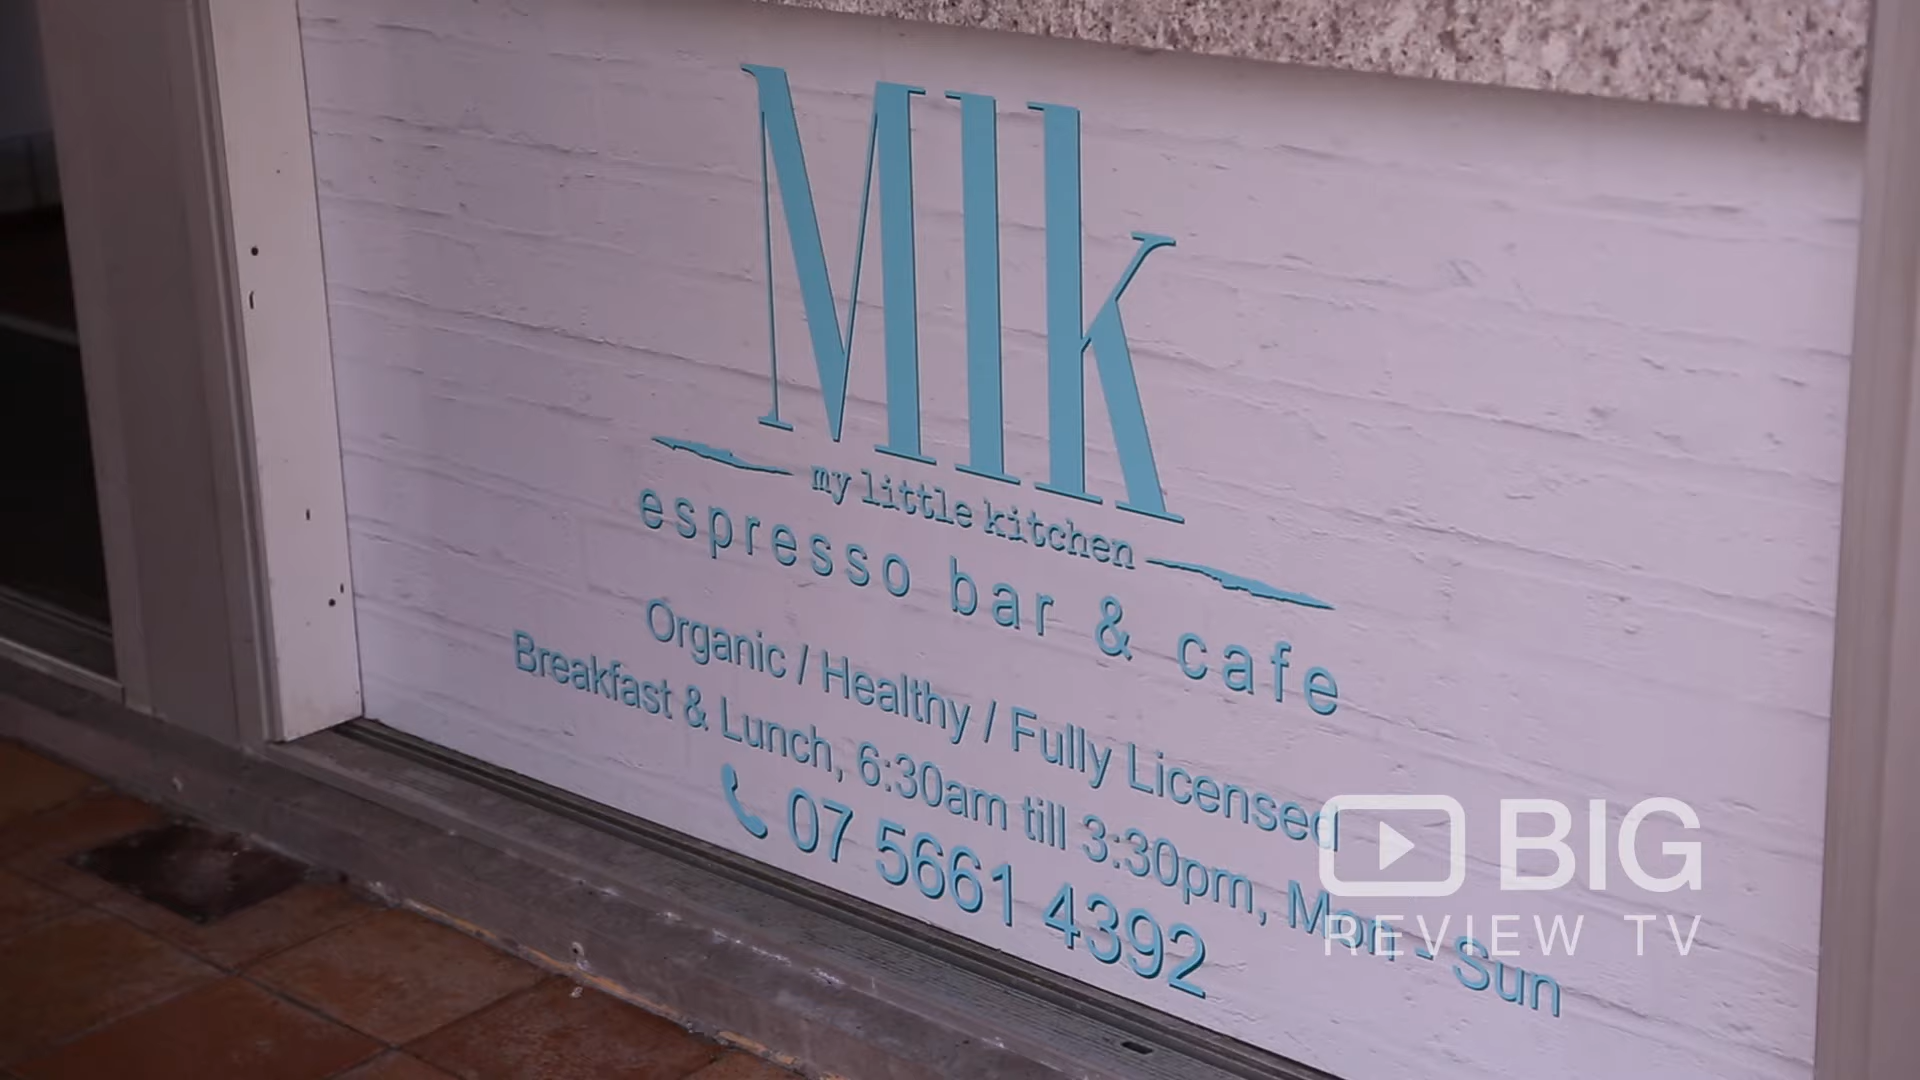 Mlk
my little kitchen
espresso bar & cafe
Organic / Healthy / Fully Licensed
Breakfast & Lunch, 6:30am till 3:30pm, Mon - Sun
07 5661 4392
BIG
REVIEW TV